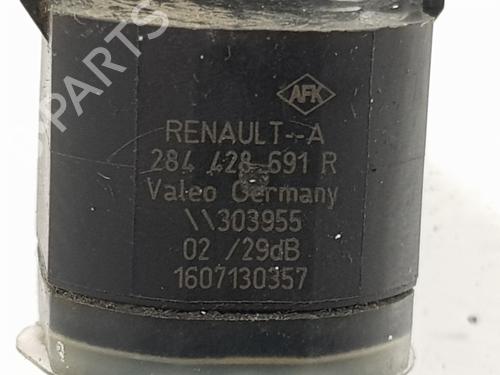 AFK
RENAULT--A
284 428 691 R
Valeo Germany
\\303955
02 /29dB
1607130357
B-PARTS